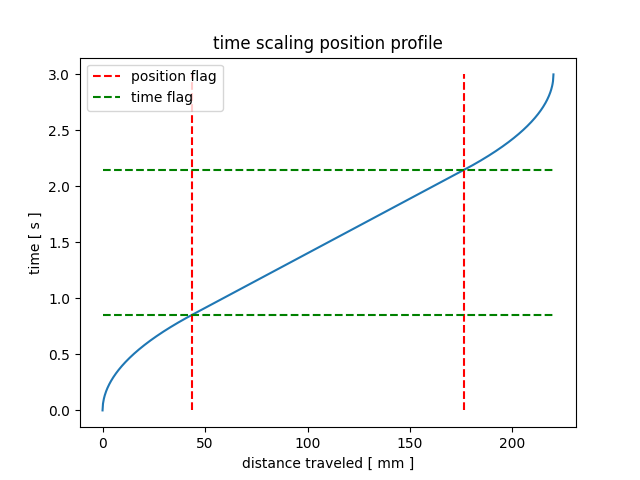 time scaling position profile
position flag
time flag
3.0
2.5
2.0
1.5
1.0
0.5
0.0
time [ s ]
0
50
100
150
200
distance traveled [ mm ]